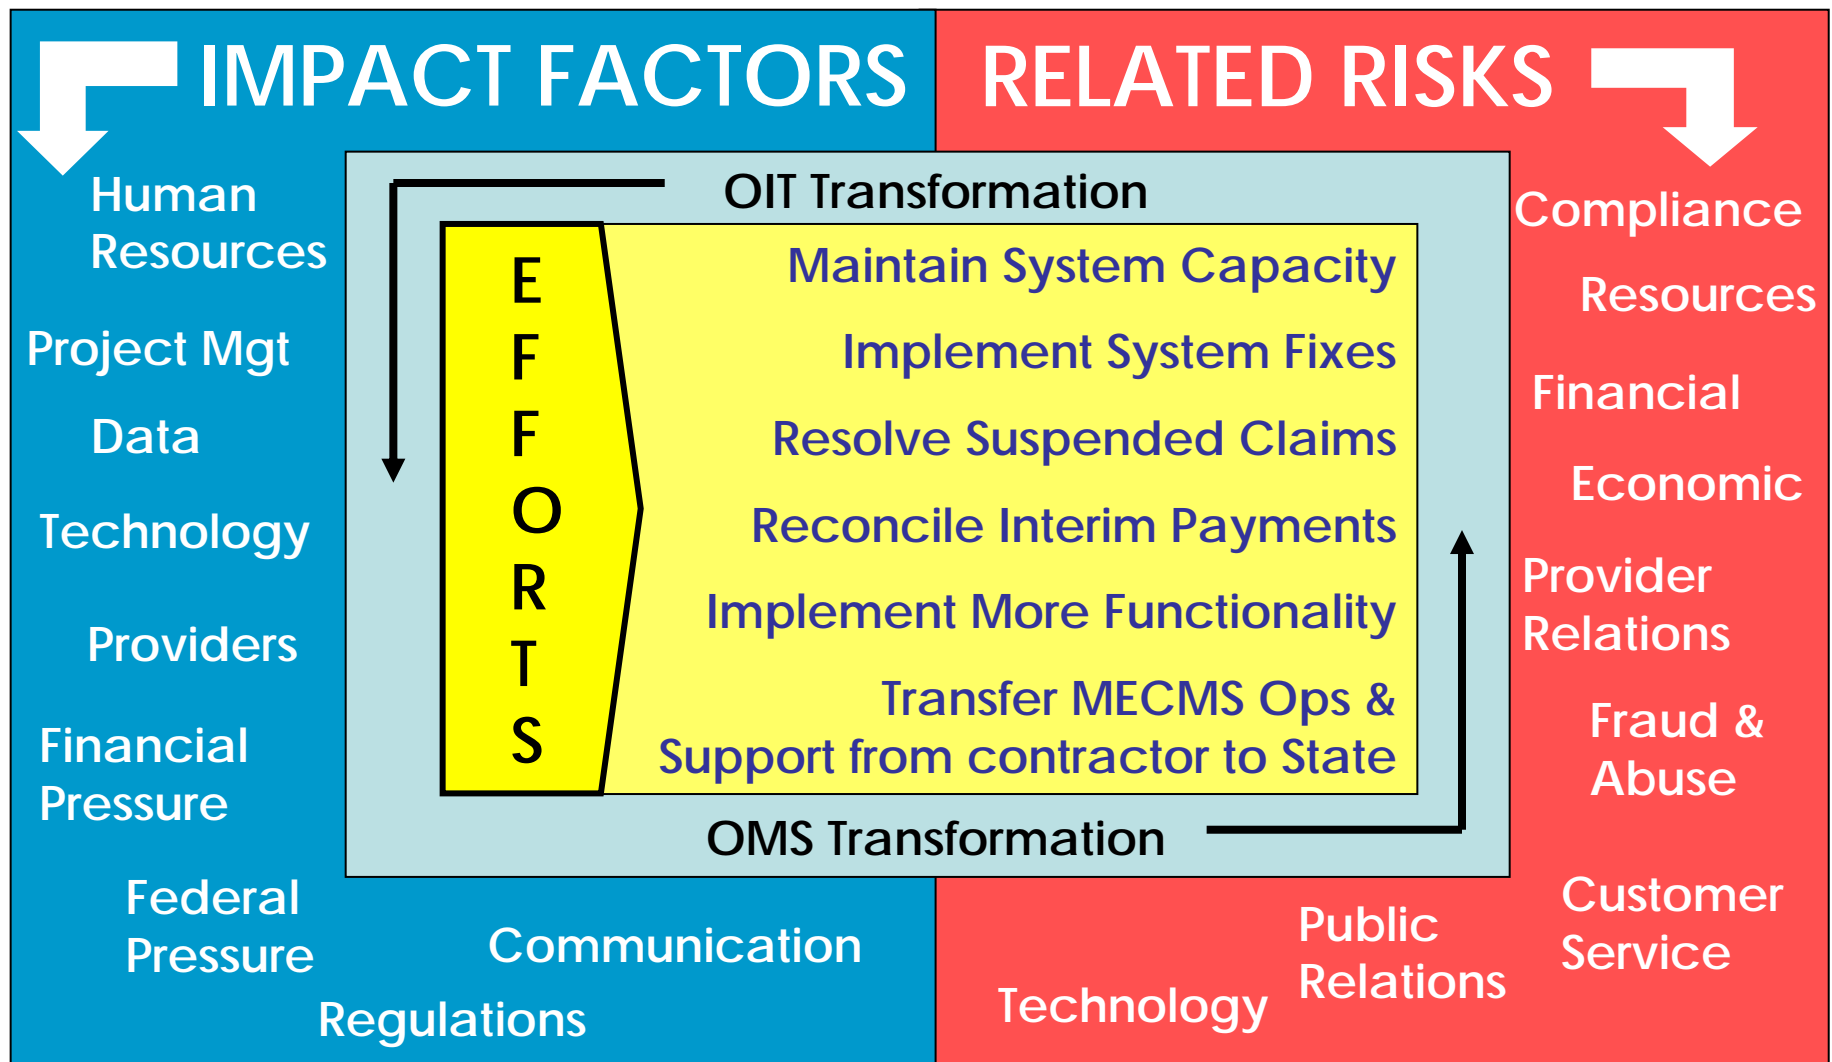 IMPACT FACTORS
Human
Resources
Project Mgt
Data
Technology
Providers
Financial
Pressure
Federal
Pressure
Communication
Regulations
OIT Transformation
EFFORTS
Maintain System Capacity
Implement System Fixes
Resolve Suspended Claims
Reconcile Interim Payments
Implement More Functionality
Transfer MECMS Ops &
Support from contractor to State
OMS Transformation
RELATED RISKS
Compliance
Resources
Financial
Economic
Provider
Relations
Fraud &
Abuse
Customer
Service
Public
Relations
Technology